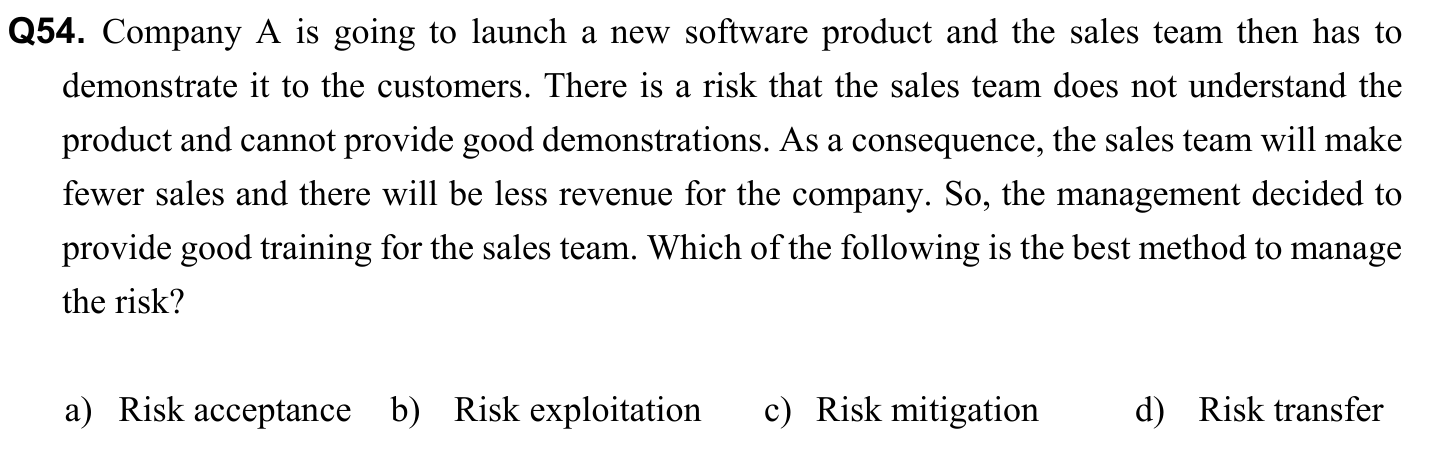 Q54. Company A is going to launch a new software product and the sales team then has to
demonstrate it to the customers. There is a risk that the sales team does not understand the
product and cannot provide good demonstrations. As a consequence, the sales team will make
fewer sales and there will be less revenue for the company. So, the management decided to
provide good training for the sales team. Which of the following is the best method to manage
the risk?
a) Risk acceptance b) Risk exploitation c) Risk mitigation d) Risk transfer